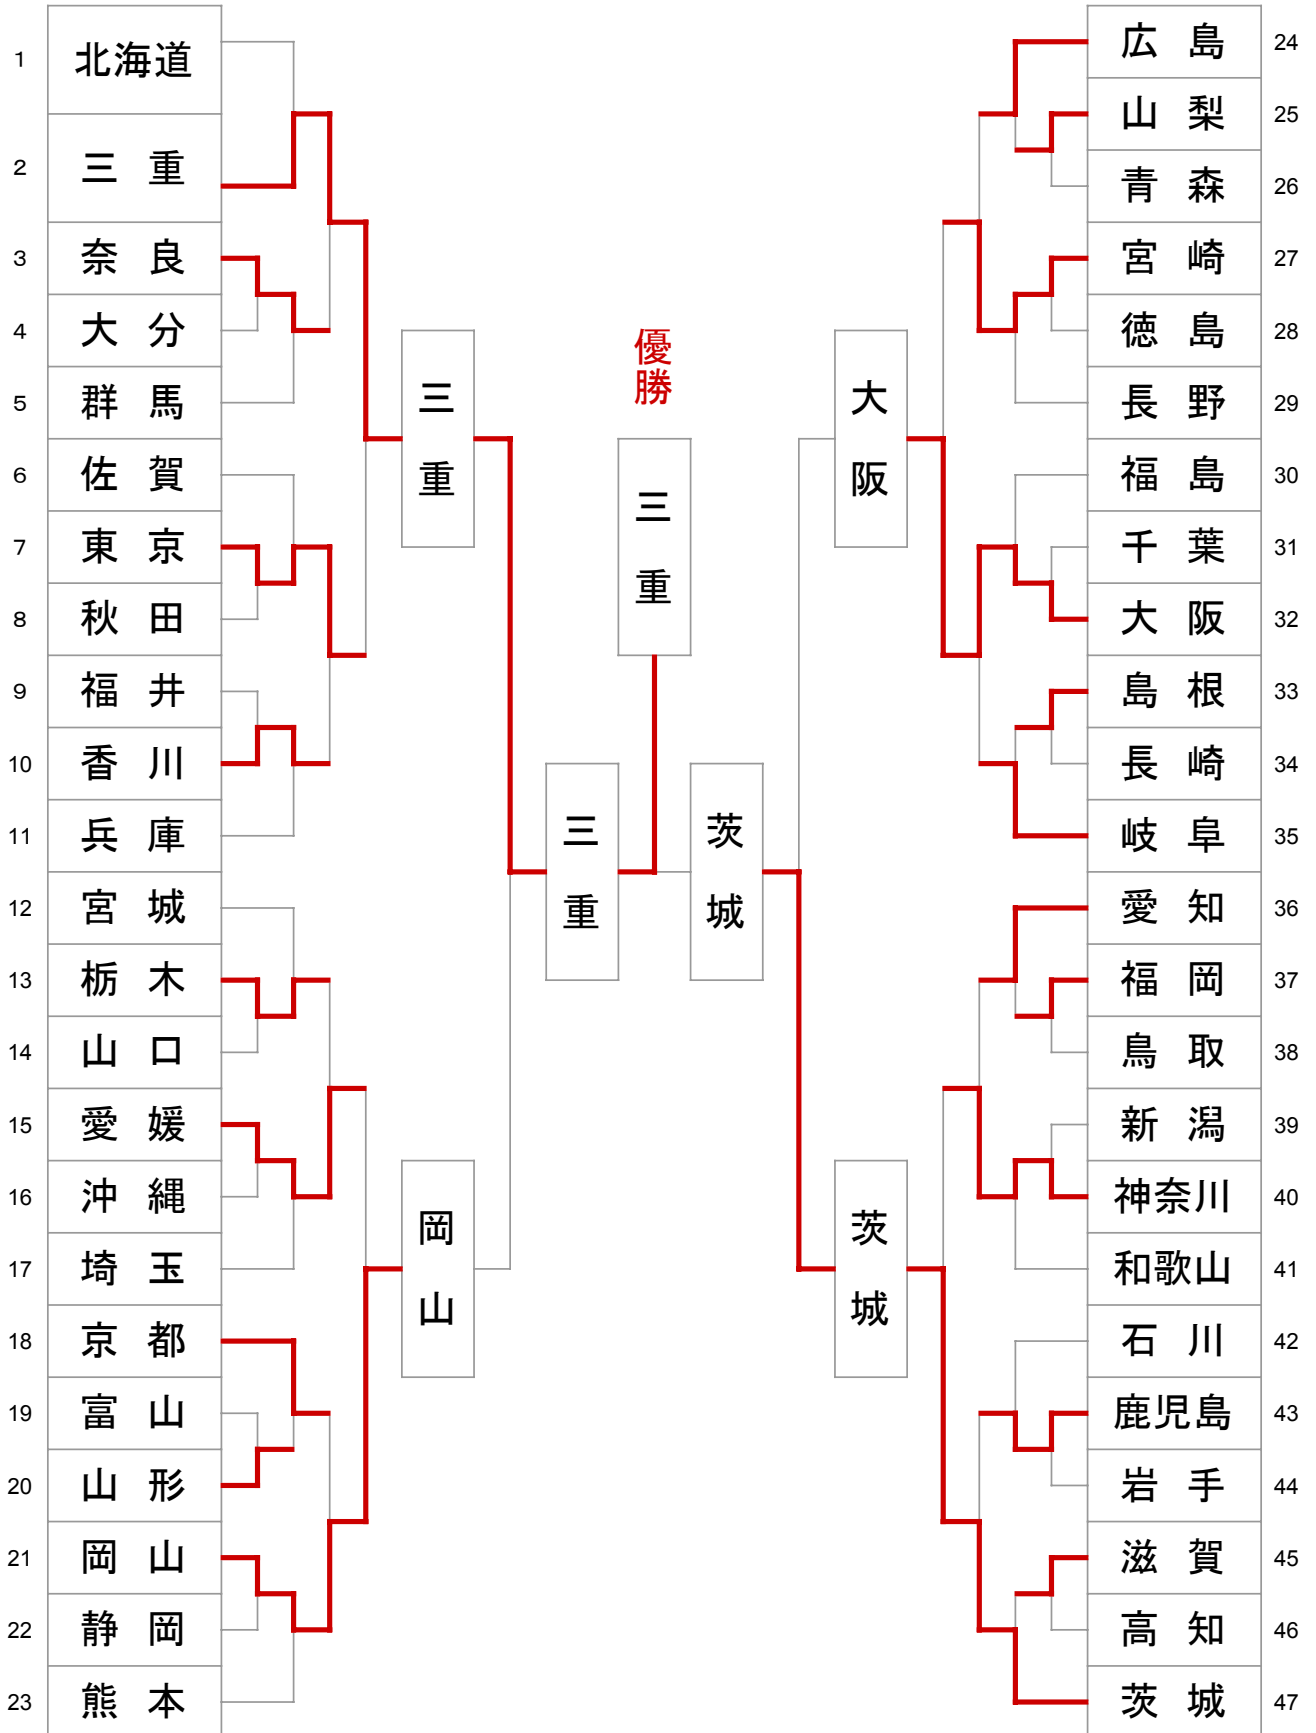 1 北海道
2 三重
3 奈良
4 大分
5 群馬
6 佐賀
7 東京
8 秋田
9 福井
10 香川
11 兵庫
12 宮城
13 栃木
14 山口
15 愛媛
16 沖縄
17 埼玉
18 京都
19 富山
20 山形
21 岡山
22 静岡
23 熊本
三重
岡山
三重
優勝
三重
茨城
大阪
茨城
広島 24
山梨 25
青森 26
宮崎 27
徳島 28
長野 29
福島 30
千葉 31
大阪 32
島根 33
長崎 34
岐阜 35
愛知 36
福岡 37
鳥取 38
新潟 39
神奈川 40
和歌山 41
石川 42
鹿児島 43
岩手 44
滋賀 45
高知 46
茨城 47